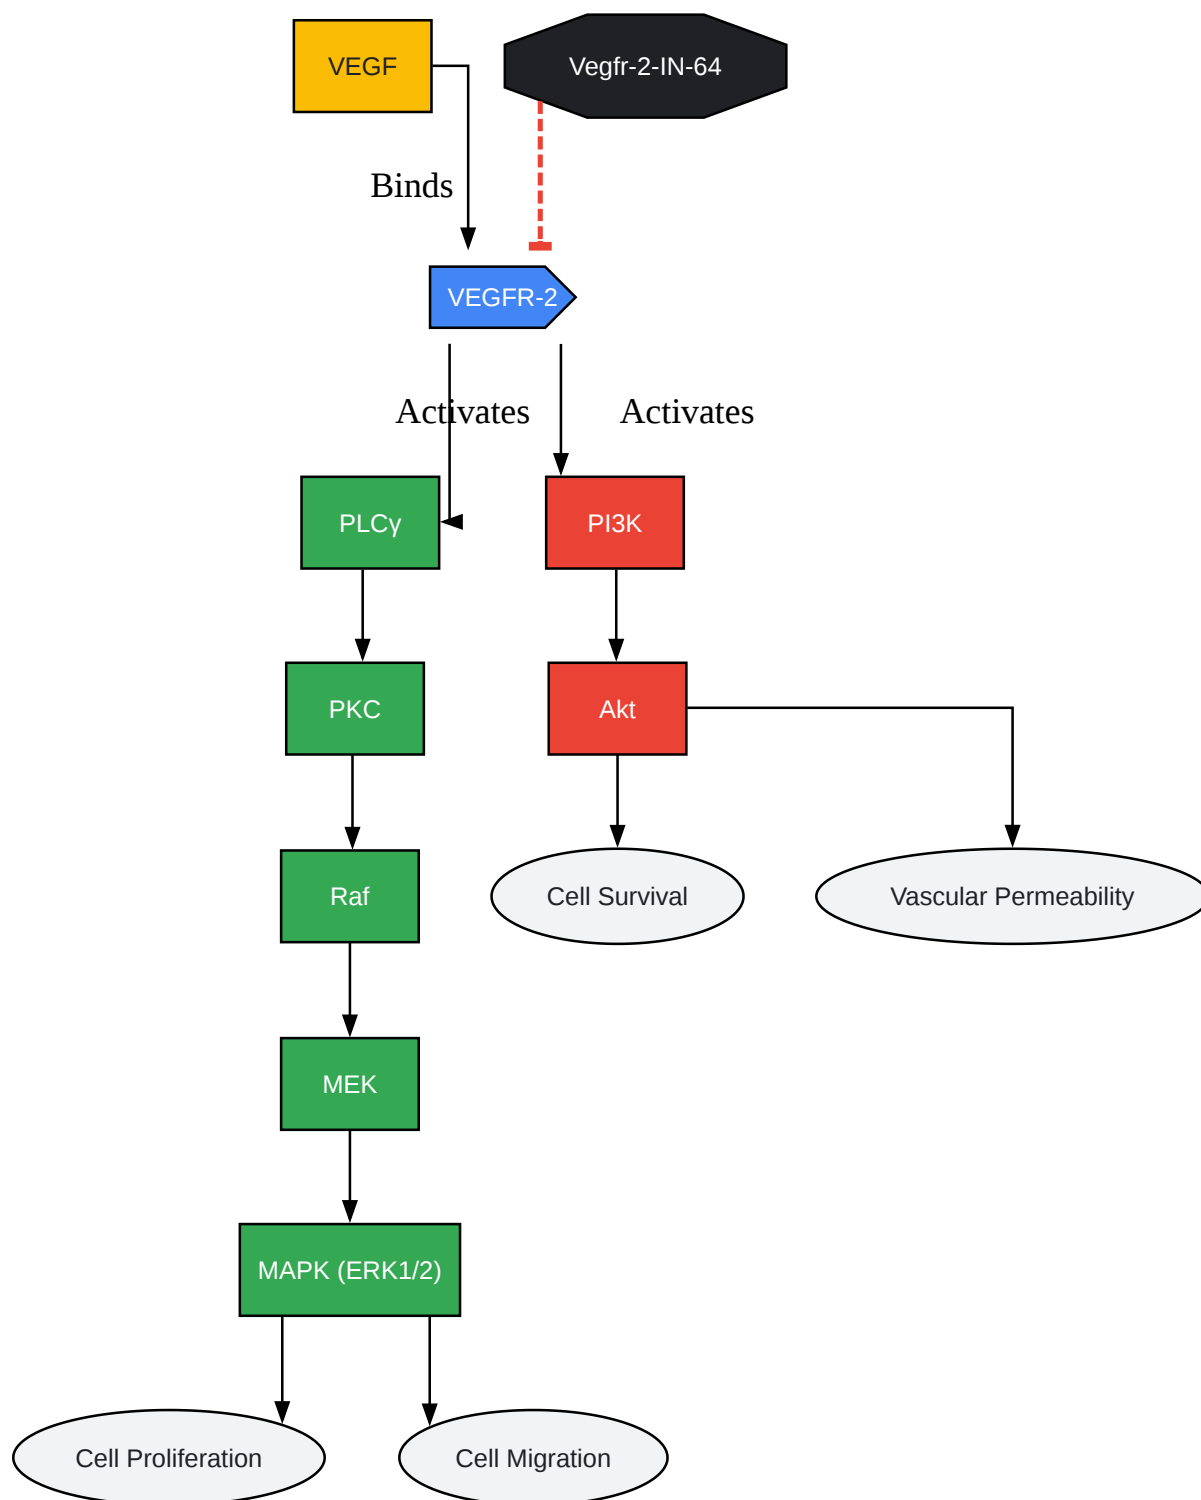 VEGF
Vegfr-2-IN-64
Binds
VEGFR-2
Activates
Activates
PLCγ
PI3K
PKC
Akt
Raf
Cell Survival
Vascular Permeability
MEK
MAPK (ERK1/2)
Cell Proliferation
Cell Migration